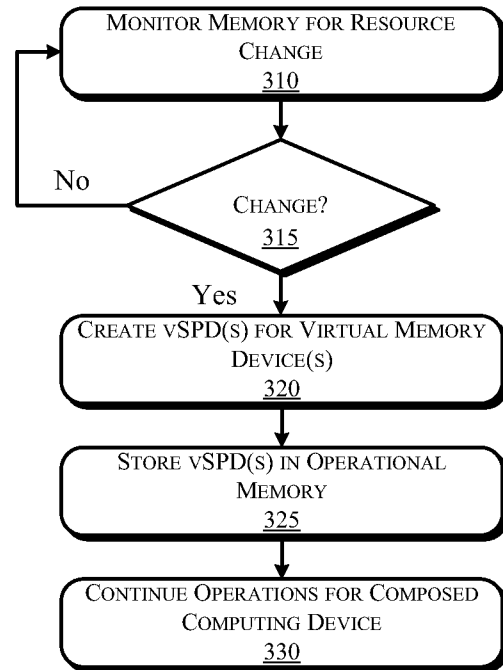 MONITOR MEMORY FOR RESOURCE
CHANGE
310
No
CHANGE?
315
Yes
CREATE VSPD(S) FOR VIRTUAL MEMORY
DEVICE(S)
320
STORE VSPD(S) IN OPERATIONAL
MEMORY
325
CONTINUE OPERATIONS FOR COMPOSED
COMPUTING DEVICE
330